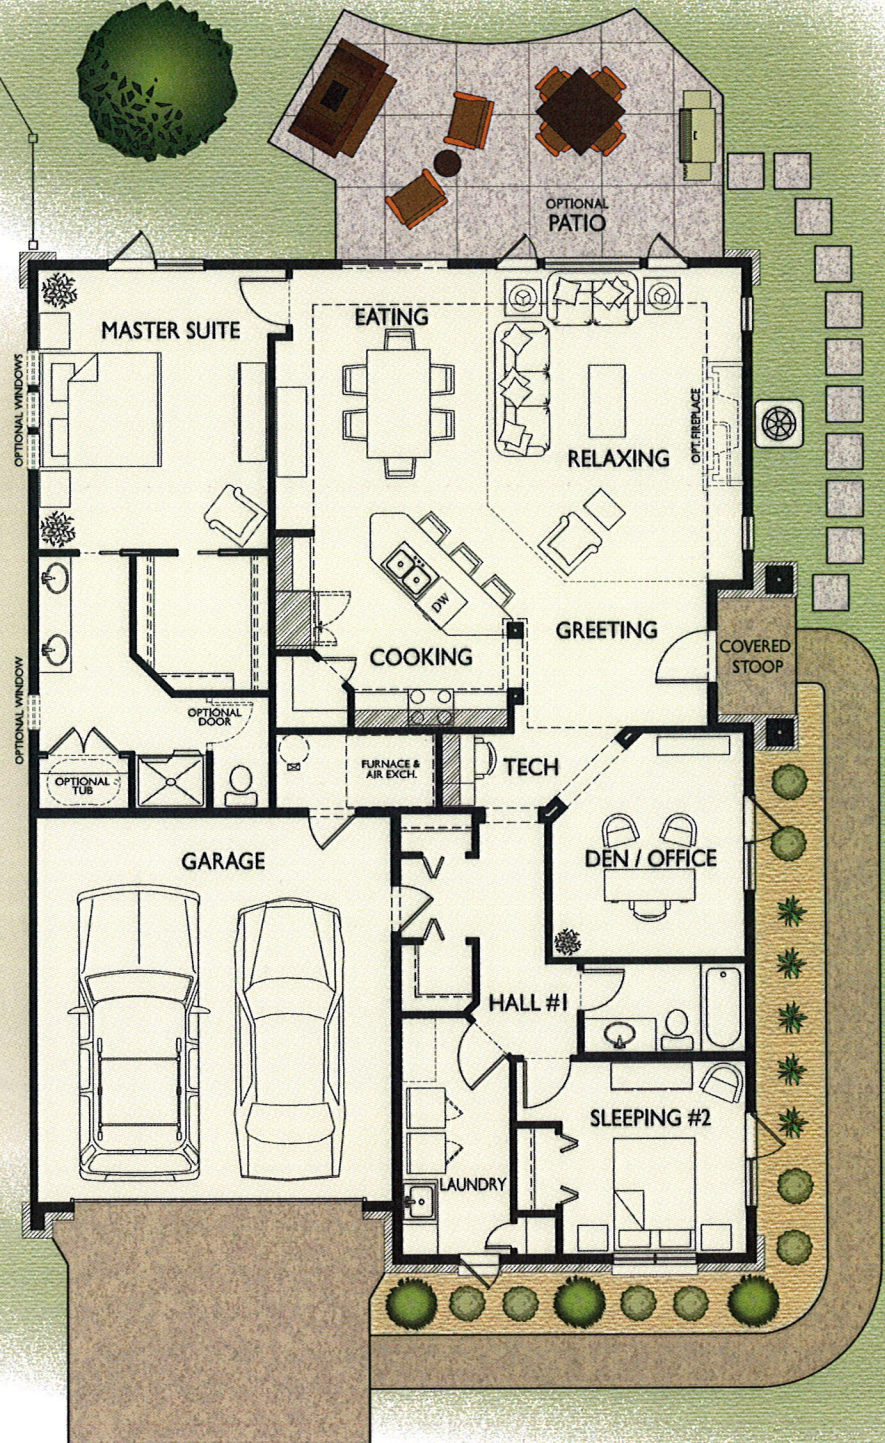 OPTIONAL
PATIO
EATING
MASTER SUITE
OPTIONAL WINDOWS
OPT. FIREPLACE
RELAXING
DW
GREETING
COOKING
COVERED
STOOP
OPTIONAL WINDOW
OPTIONAL
DOOR
FURNACE &
AIR EXCH.
TECH
OPTIONAL
TUB
GARAGE
DEN / OFFICE
HALL #1
SLEEPING #2
LAUNDRY